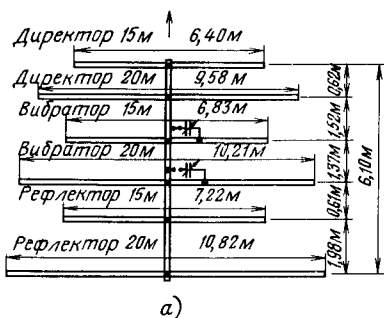 Директор 15м 6,40м
Директор 20м 9,58м
Вибратор 15м 6,83м
Вибратор 20м 10,21м
Рефлектор 15м 7,22м
Рефлектор 20м 10,82м
0,62м
1,52м
1,37м
0,61м
1,98м
6,10м
а)